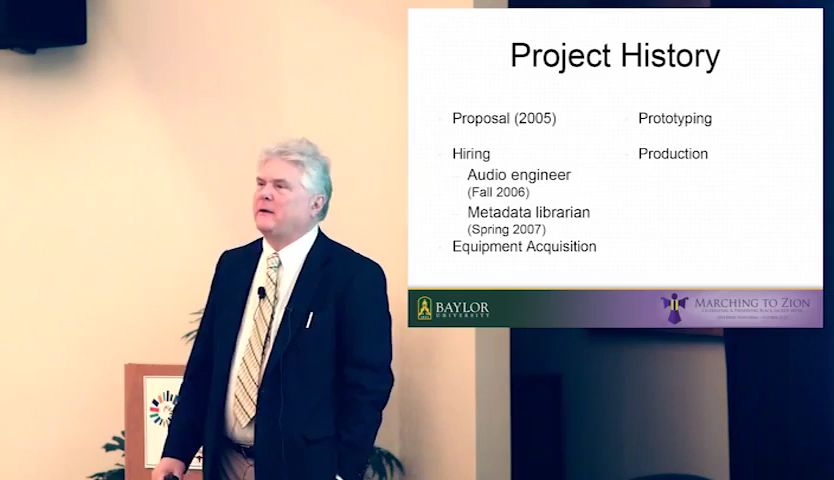 Project History
Proposal (2005)
Hiring
Audio engineer
(Fall 2006)
Metadata librarian
(Spring 2007)
Equipment Acquisition
Prototyping
Production
BAYLOR
UNIVERSITY
MARCHING TO ZION